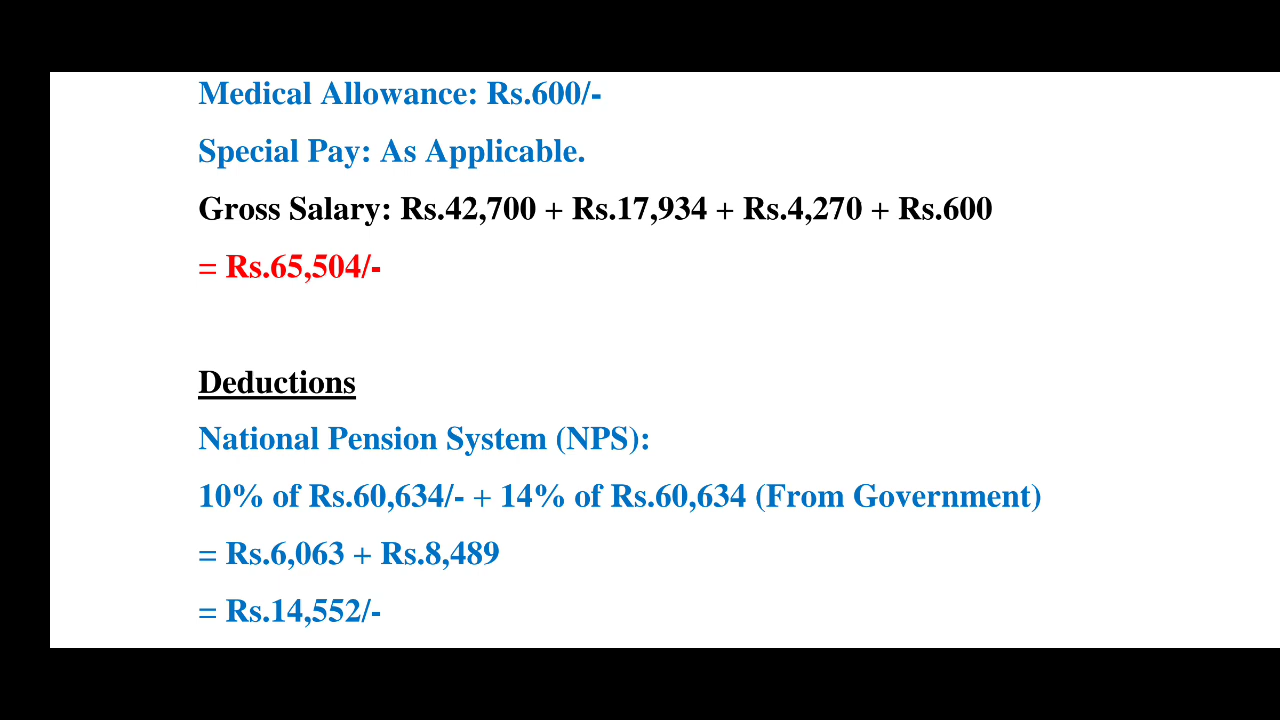 Medical Allowance: Rs.600/-
Special Pay: As Applicable.
Gross Salary: Rs.42,700 + Rs.17,934 + Rs.4,270 + Rs.600
= Rs.65,504/-
Deductions
National Pension System (NPS):
10% of Rs.60,634/- + 14% of Rs.60,634 (From Government)
= Rs.6,063 + Rs.8,489
= Rs.14,552/-